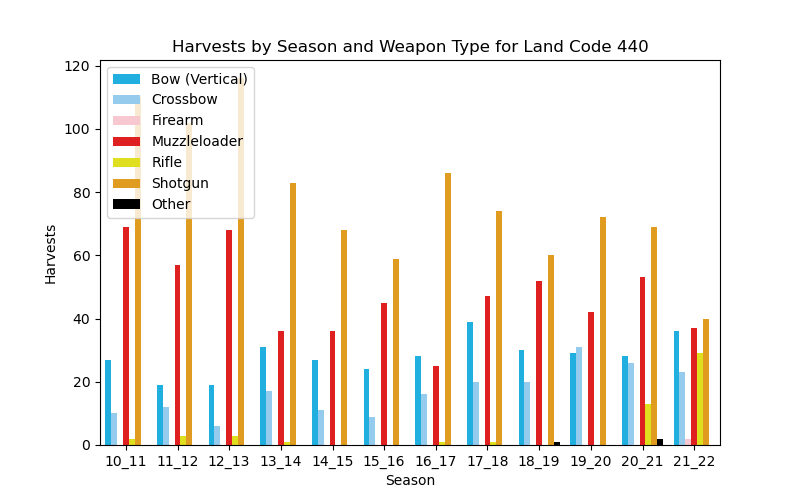 Harvests by Season and Weapon Type for Land Code 440
120
100
80
60
40
20
0
Harvests
Bow (Vertical)
Crossbow
Firearm
Muzzleloader
Rifle
Shotgun
Other
10_11 11_12 12_13 13_14 14_15 15_16 16_17 17_18 18_19 19_20 20_21 21_22
Season